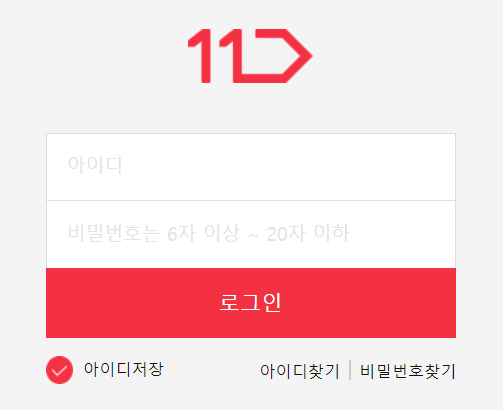 11
아이디
비밀번호는 6자 이상 ~ 20자 이하
로그인
아이디저장 아이디찾기 | 비밀번호찾기